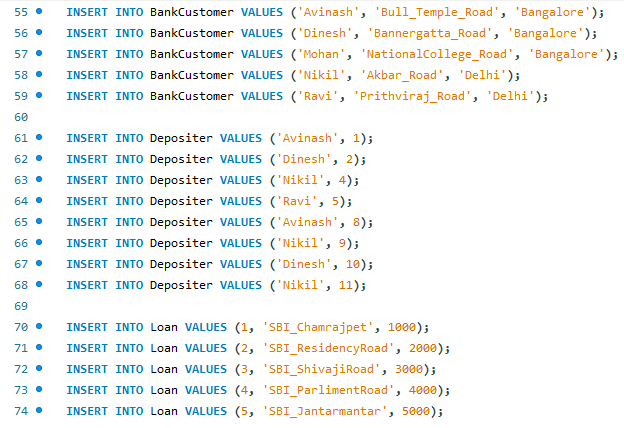 55 INSERT INTO BankCustomer VALUES ('Avinash', 'Bull_Temple_Road', 'Bangalore');
56 INSERT INTO BankCustomer VALUES ('Dinesh', 'Bannergatta_Road', 'Bangalore');
57 INSERT INTO BankCustomer VALUES ('Mohan', 'NationalCollege_Road', 'Bangalore');
58 INSERT INTO BankCustomer VALUES ('Nikil', 'Akbar_Road', 'Delhi');
59 INSERT INTO BankCustomer VALUES ('Ravi', 'Prithviraj_Road', 'Delhi');
60
61 INSERT INTO Depositer VALUES ('Avinash', 1);
62 INSERT INTO Depositer VALUES ('Dinesh', 2);
63 INSERT INTO Depositer VALUES ('Nikil', 4);
64 INSERT INTO Depositer VALUES ('Ravi', 5);
65 INSERT INTO Depositer VALUES ('Avinash', 8);
66 INSERT INTO Depositer VALUES ('Nikil', 9);
67 INSERT INTO Depositer VALUES ('Dinesh', 10);
68 INSERT INTO Depositer VALUES ('Nikil', 11);
69
70 INSERT INTO Loan VALUES (1, 'SBI_Chamrajpet', 1000);
71 INSERT INTO Loan VALUES (2, 'SBI_ResidencyRoad', 2000);
72 INSERT INTO Loan VALUES (3, 'SBI_ShivajiRoad', 3000);
73 INSERT INTO Loan VALUES (4, 'SBI_ParlimentRoad', 4000);
74 INSERT INTO Loan VALUES (5, 'SBI_Jantarmantar', 5000);